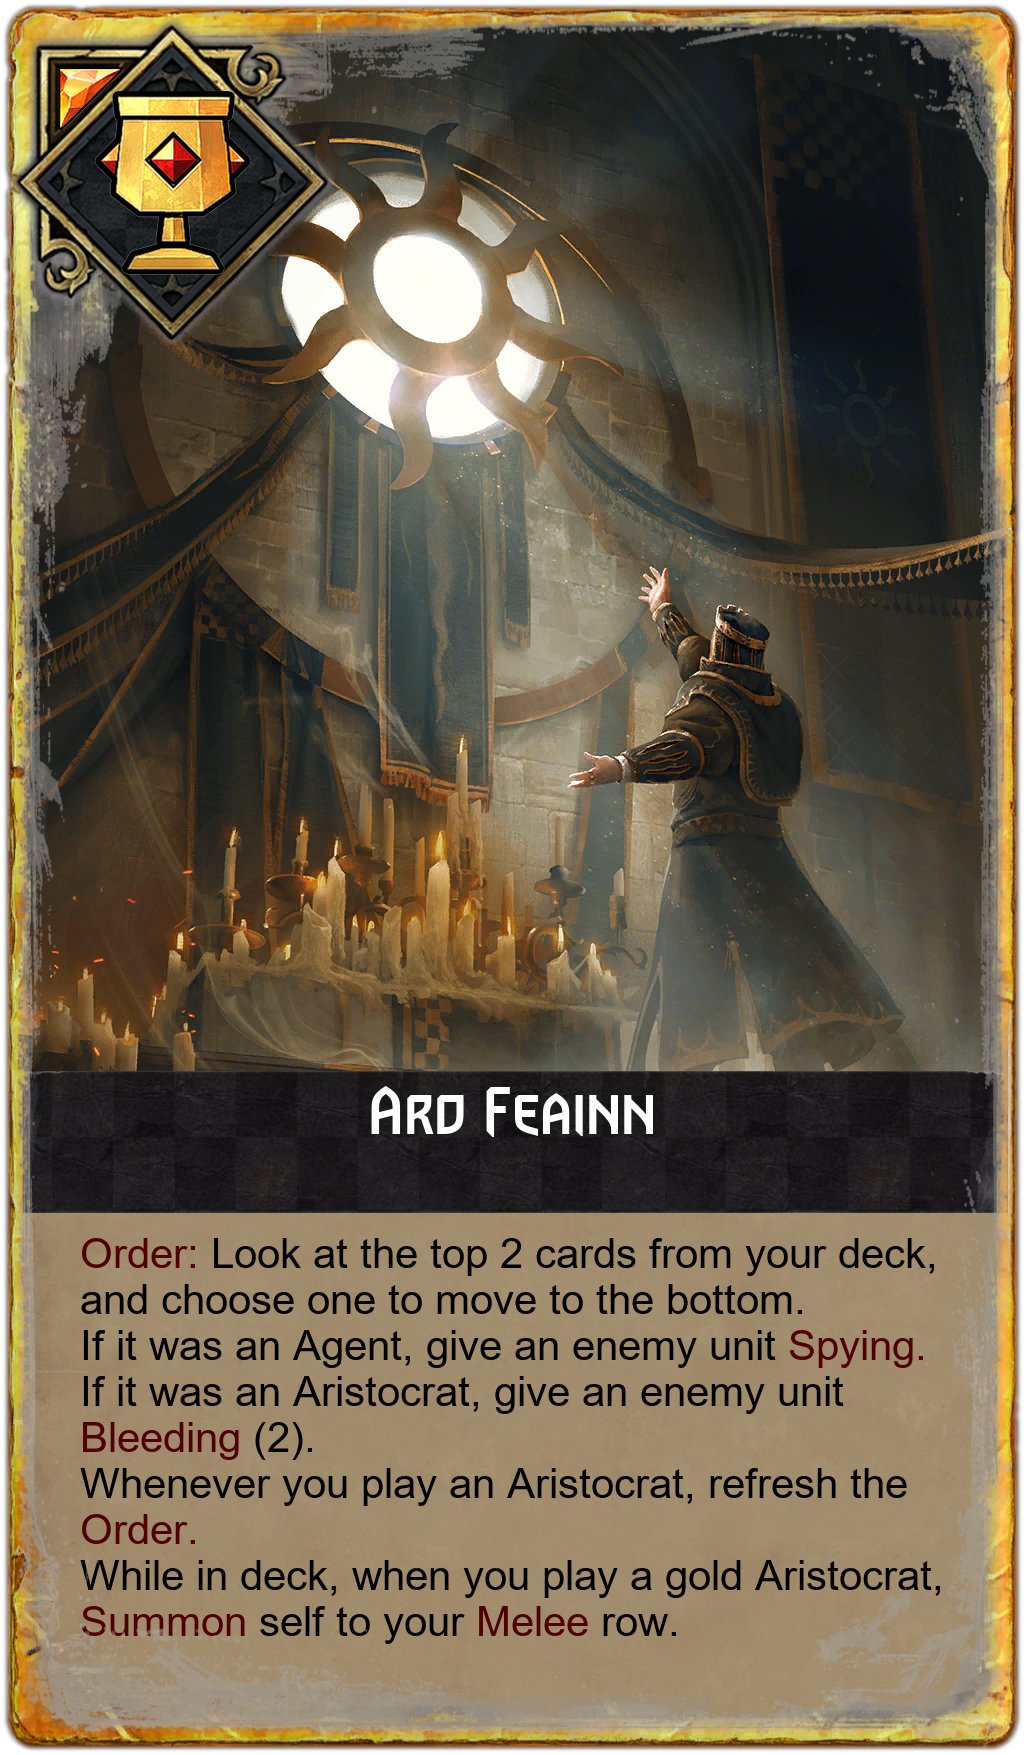 Ard Feainn
Order: Look at the top 2 cards from your deck,
and choose one to move to the bottom.
If it was an Agent, give an enemy unit Spying.
If it was an Aristocrat, give an enemy unit
Bleeding (2).
Whenever you play an Aristocrat, refresh the
Order.
While in deck, when you play a gold Aristocrat,
Summon self to your Melee row.